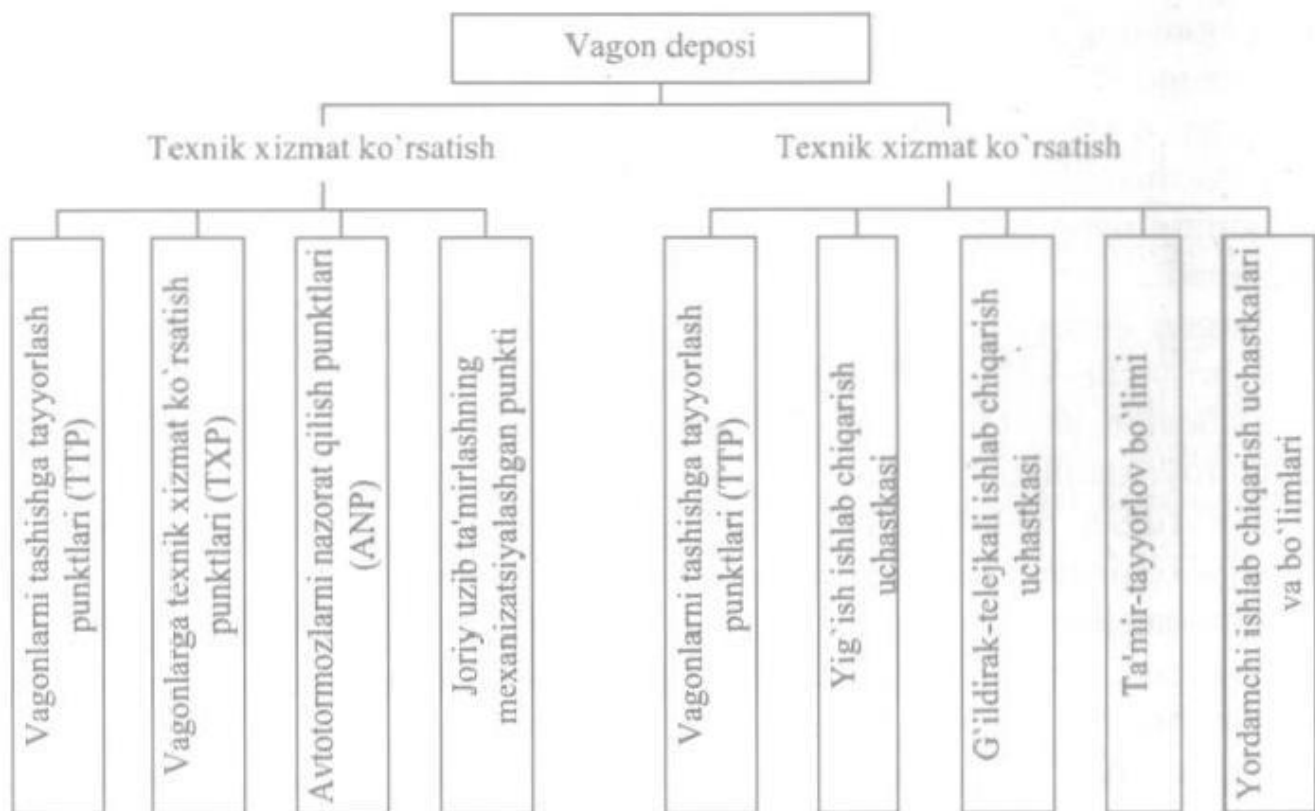 Vagon deposi
Texnik xizmat ko`rsatish
Texnik xizmat ko`rsatish
Vagonlarni tashishga tayyorlash
punktlari (TTP)
Vagonlarga texnik xizmat ko`rsatish
punktlari (TXP)
Avtotormozlarni nazorat qilish punktlari
(ANP)
Joriy uzib ta'mirlashning
mexanizatsiyalashgan punkti
Vagonlarni tashishga tayyorlash
punktlari (TTP)
Yig`ish ishlab chiqarish
uchastkasi
G`ildirak-telejkali ishlab chiqarish
uchastkasi
Ta'mir-tayyorlov bo`limi
Yordamchi ishlab chiqarish uchastkalari
va bo`limlari